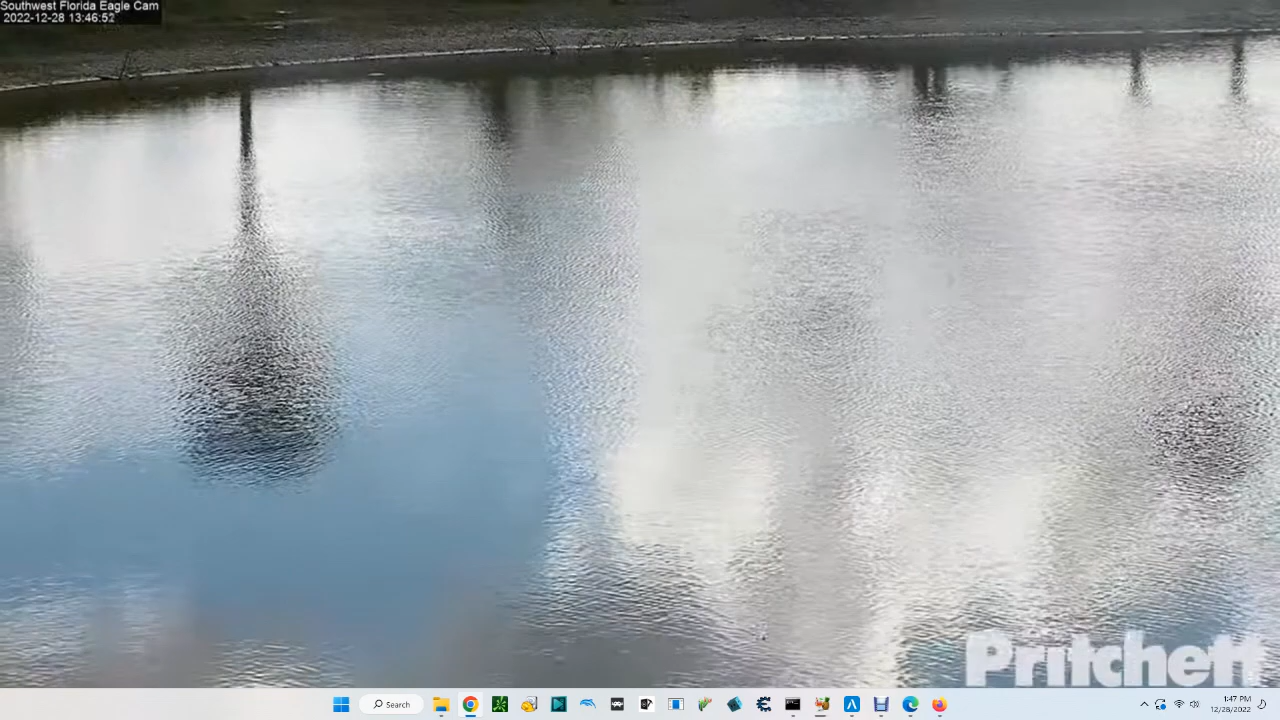 Southwest Florida Eagle Cam
2022-12-28 13:46:52
Pritchett
Search
1:47 PM
12/28/2022